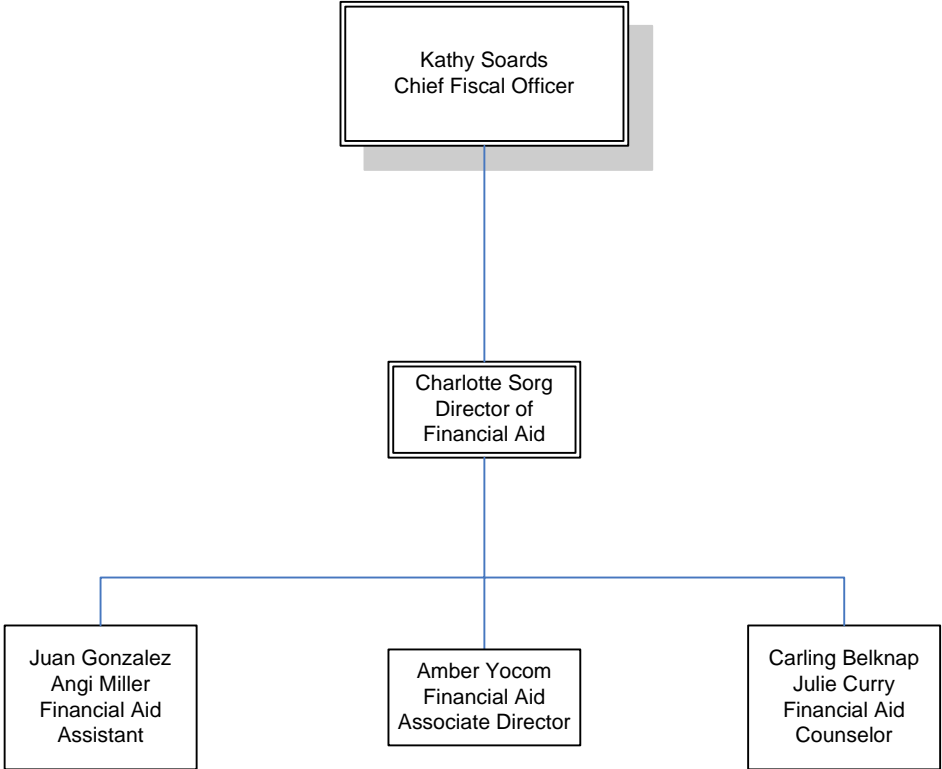 Kathy Soards
Chief Fiscal Officer
Charlotte Sorg
Director of
Financial Aid
Juan Gonzalez
Angi Miller
Financial Aid
Assistant
Amber Yocom
Financial Aid
Associate Director
Carling Belknap
Julie Curry
Financial Aid
Counselor